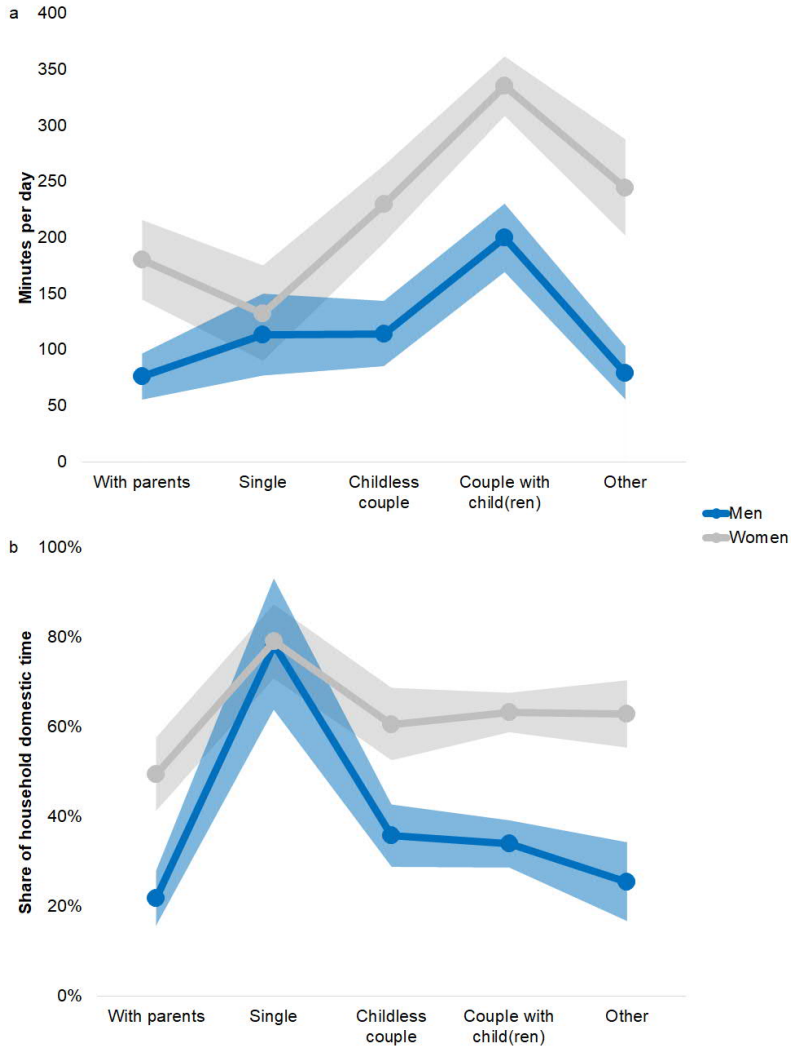 a
400
350
300
250
200
150
100
50
0
Minutes per day
With parents
Single
Childless
couple
Couple with
child(ren)
Other
Men
Women
b
100%
80%
60%
40%
20%
0%
Share of household domestic time
With parents
Single
Childless
couple
Couple with
child(ren)
Other